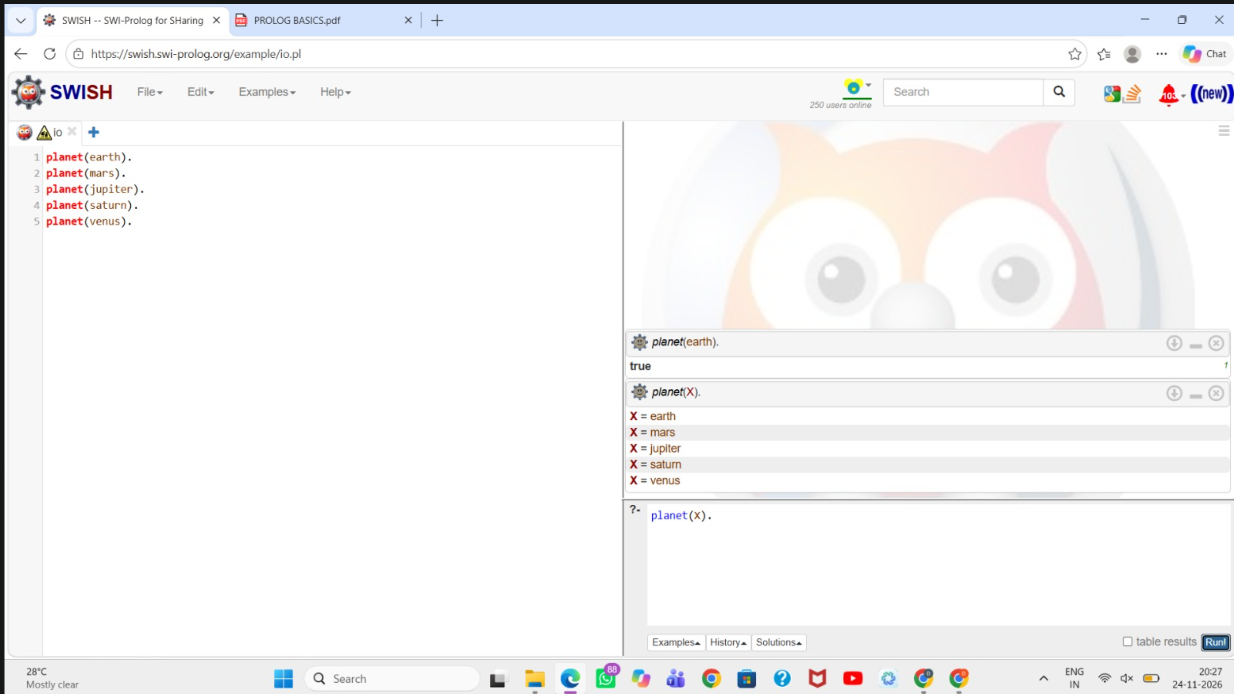 SWISH -- SWI-Prolog for SHaring
PROLOG BASICS.pdf
https://swish.swi-prolog.org/example/io.pl
Chat
SWISH File Edit Examples Help
250 users online
Search
103
((new))
io
1 planet(earth).
2 planet(mars).
3 planet(jupiter).
4 planet(saturn).
5 planet(venus).
planet(earth).
true
1
planet(X).
X = earth
X = mars
X = jupiter
X = saturn
X = venus
?- planet(X).
Examples History Solutions
table results Run!
28°C
Mostly clear
Search
88
ENG
IN
20:27
24-11-2026